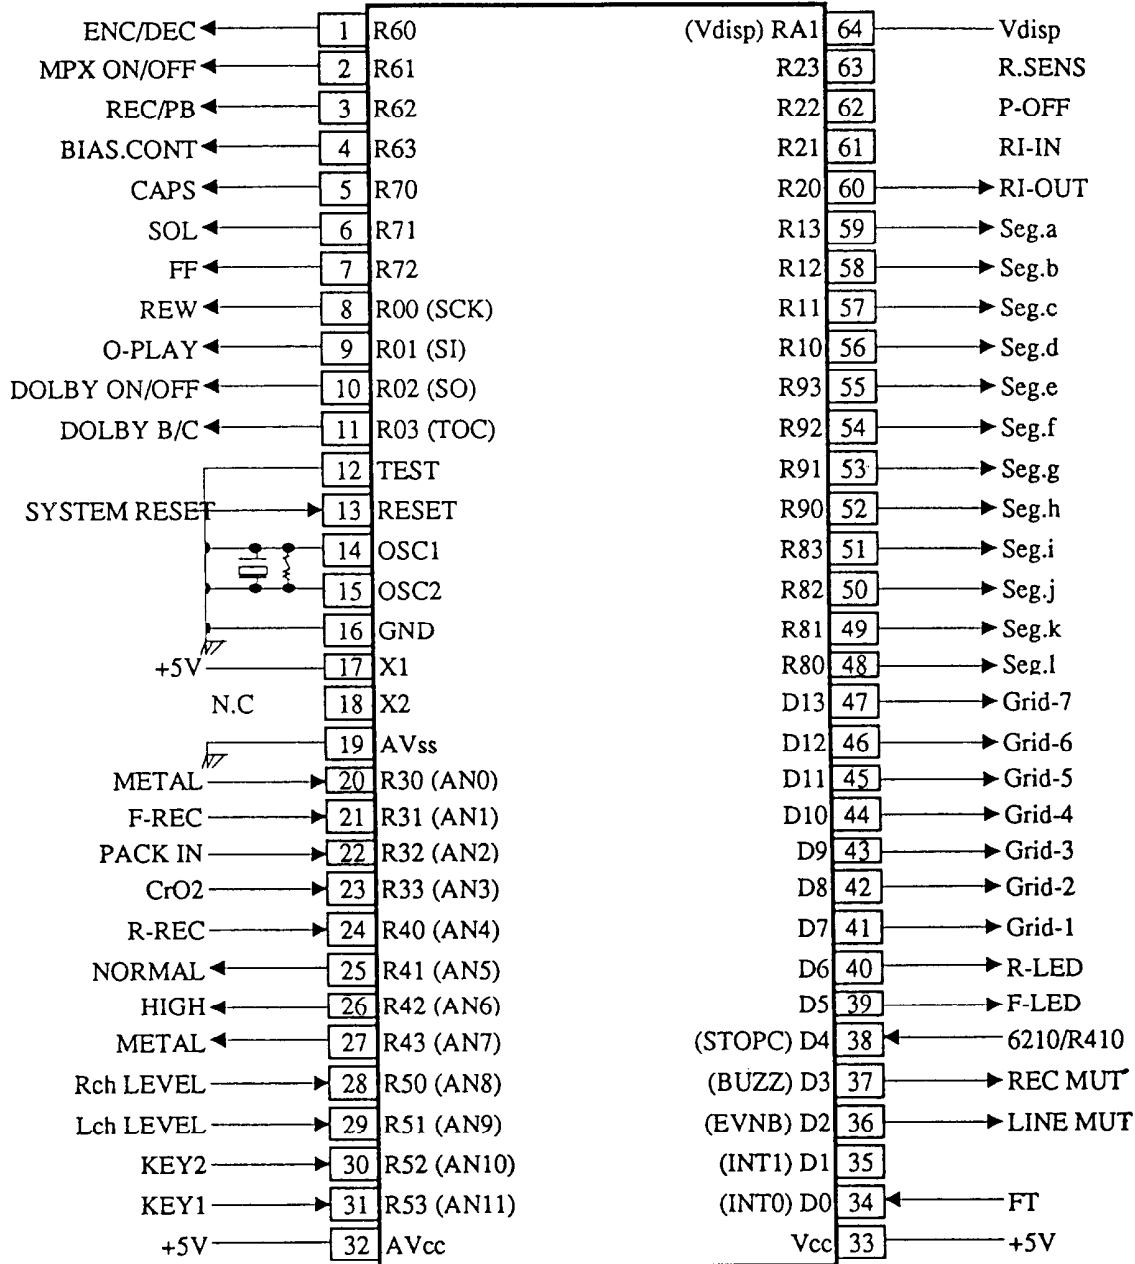 ENC/DEC 1 R60 (Vdisp) RA1 64 Vdisp
MPX ON/OFF 2 R61 R23 63 R.SENS
REC/PB 3 R62 R22 62 P-OFF
BIAS.CONT 4 R63 R21 61 RI-IN
CAPS 5 R70 R20 60 RI-OUT
SOL 6 R71 R13 59 Seg.a
FF 7 R72 R12 58 Seg.b
REW 8 R00 (SCK) R11 57 Seg.c
O-PLAY 9 R01 (SI) R10 56 Seg.d
DOLBY ON/OFF 10 R02 (SO) R93 55 Seg.e
DOLBY B/C 11 R03 (TOC) R92 54 Seg.f
12 TEST R91 53 Seg.g
SYSTEM RESET 13 RESET R90 52 Seg.h
14 OSC1 R83 51 Seg.i
15 OSC2 R82 50 Seg.j
16 GND R81 49 Seg.k
+5V 17 X1 R80 48 Seg.l
N.C 18 X2 D13 47 Grid-7
19 AVss D12 46 Grid-6
METAL 20 R30 (AN0) D11 45 Grid-5
F-REC 21 R31 (AN1) D10 44 Grid-4
PACK IN 22 R32 (AN2) D9 43 Grid-3
CrO2 23 R33 (AN3) D8 42 Grid-2
R-REC 24 R40 (AN4) D7 41 Grid-1
NORMAL 25 R41 (AN5) D6 40 R-LED
HIGH 26 R42 (AN6) D5 39 F-LED
METAL 27 R43 (AN7) (STOPC) D4 38 6210/R410
Rch LEVEL 28 R50 (AN8) (BUZZ) D3 37 REC MUT
Lch LEVEL 29 R51 (AN9) (EVNB) D2 36 LINE MUT
KEY2 30 R52 (AN10) (INT1) D1 35
KEY1 31 R53 (AN11) (INT0) D0 34 FT
+5V 32 AVcc Vcc 33 +5V